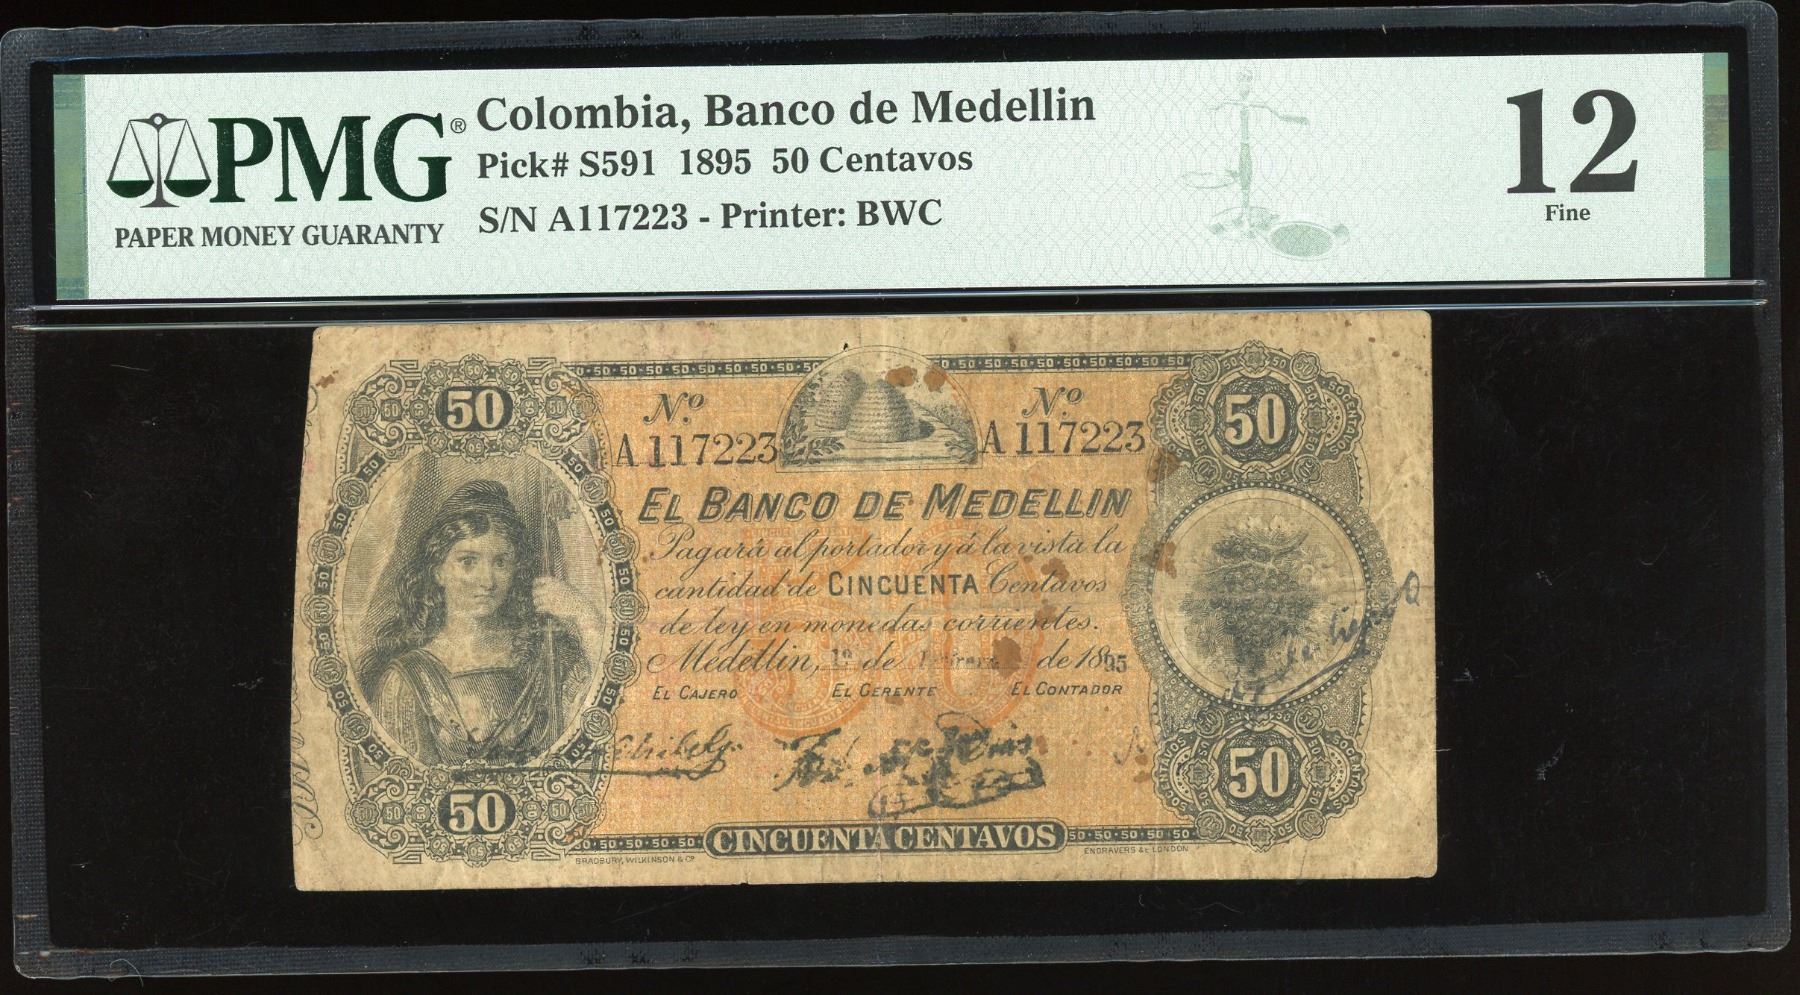 PMG®
PAPER MONEY GUARANTY
Colombia, Banco de Medellin
Pick# S591 1895 50 Centavos
S/N A117223 - Printer: BWC
12
Fine
50
50
Nº
A 117223
Nº
A 117223
EL BANCO DE MEDELLIN
Pagará al portador y á la vista la
cantidad de CINCUENTA Centavos
de ley en monedas corrientes.
Medellin, 1º de de 1895
EL CAJERO EL GERENTE EL CONTADOR
50
50
CINCUENTA CENTAVOS
BRADBURY, WILKINSON & Cº
ENGRAVERS &c LONDON